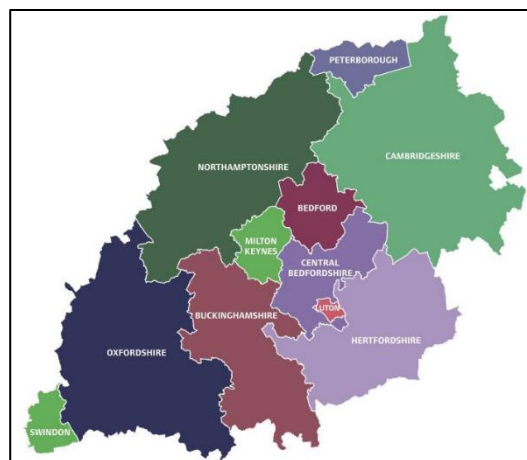 PETERBOROUGH
CAMBRIDGESHIRE
NORTHAMPTONSHIRE
BEDFORD
MILTON
KEYNES
CENTRAL
BEDFORDSHIRE
LUTON
BUCKINGHAMSHIRE
HERTFORDSHIRE
OXFORDSHIRE
SWINDON